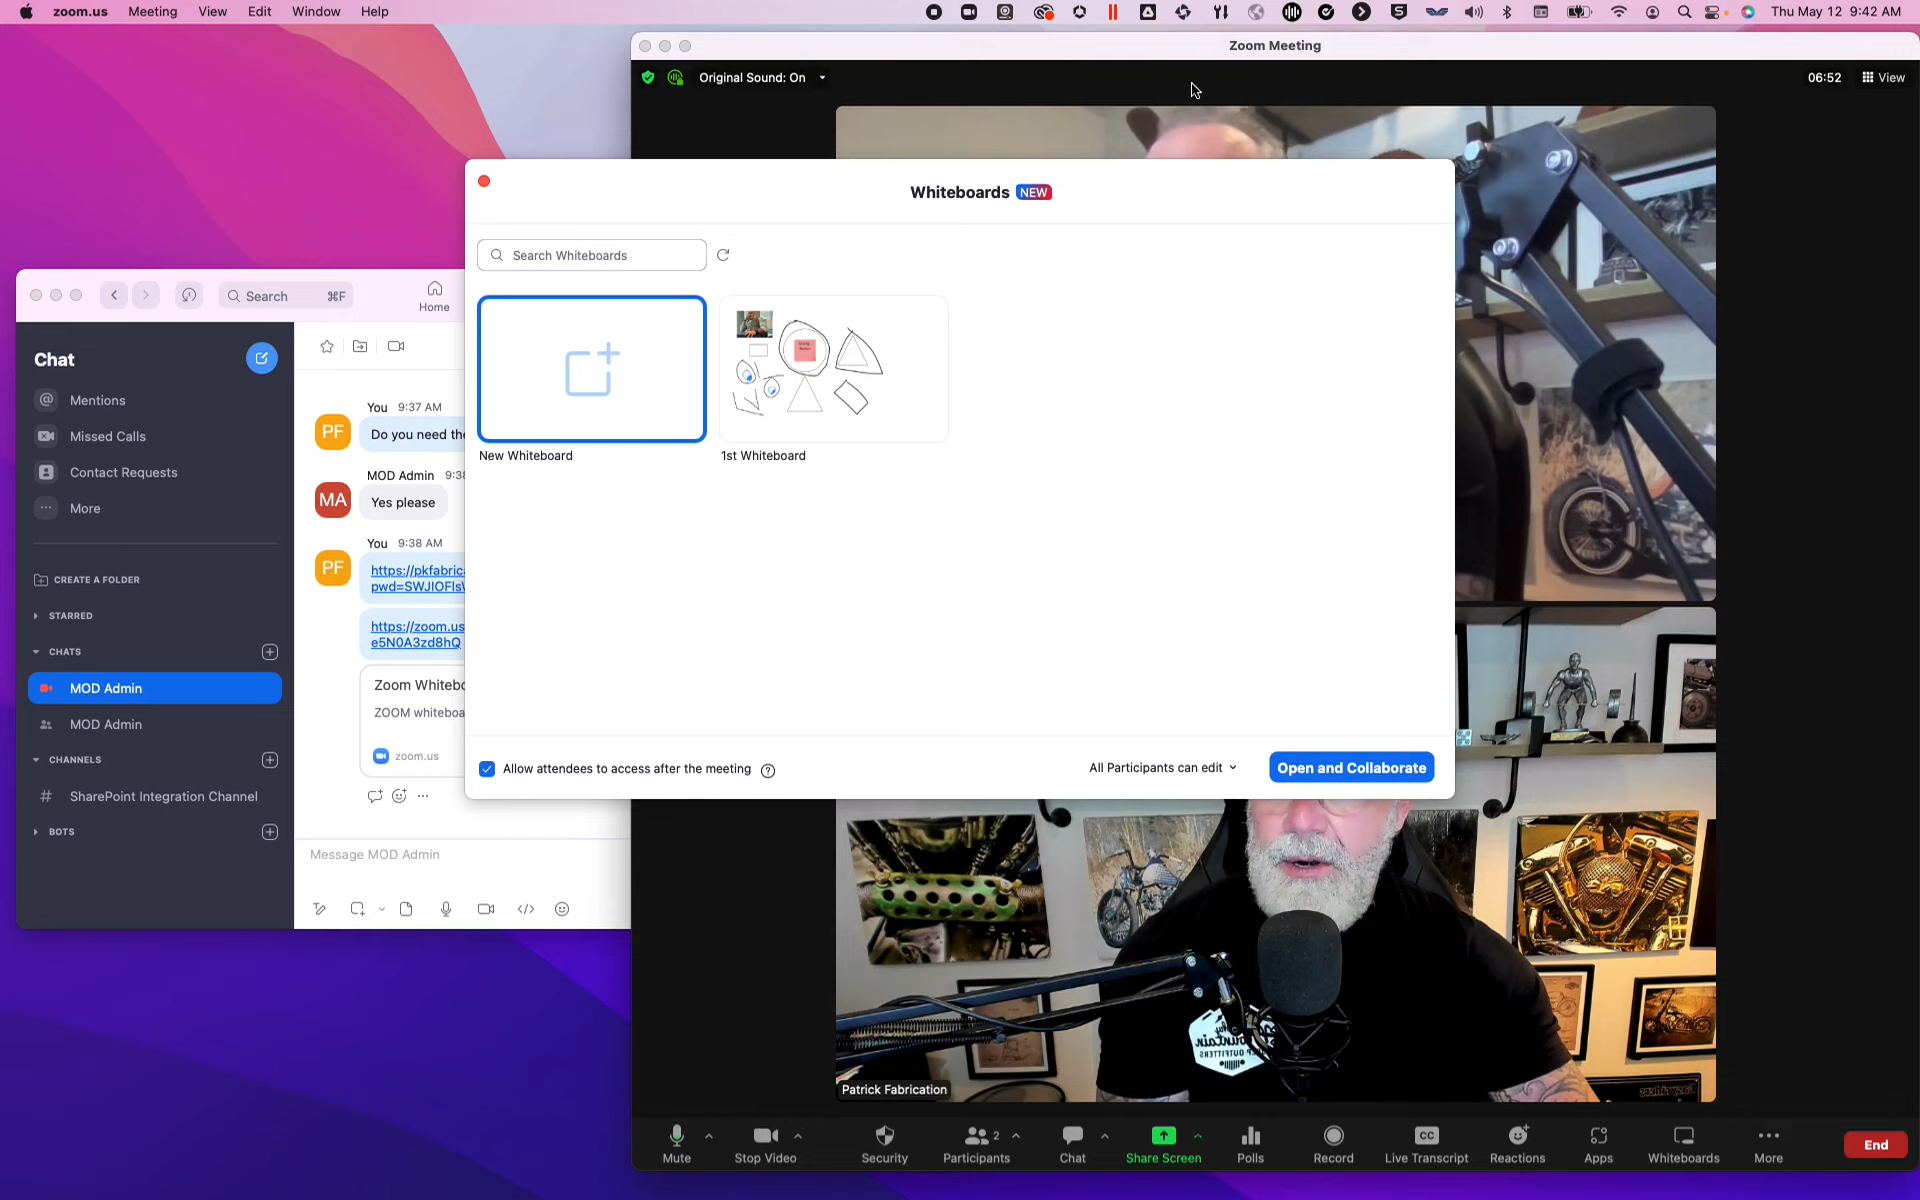 zoom.us Meeting View Edit Window Help
Thu May 12 9:42 AM
Zoom Meeting
Original Sound: On
06:52
View
Whiteboards NEW
Search Whiteboards
New Whiteboard
1st Whiteboard
Allow attendees to access after the meeting
All Participants can edit
Open and Collaborate
Search ⌘F
Home
Chat
@ Mentions
Missed Calls
Contact Requests
More
CREATE A FOLDER
STARRED
CHATS
MOD Admin
MOD Admin
CHANNELS
# SharePoint Integration Channel
BOTS
You 9:37 AM
PF
Do you need the
MOD Admin 9:38
MA
Yes please
You 9:38 AM
PF
https://pkfabrica
pwd=SWJIOFlsW
https://zoom.us
e5N0A3zd8hQ
Zoom Whitebo
ZOOM whiteboa
zoom.us
Message MOD Admin
Patrick Fabrication
Mute
Stop Video
Security
2
Participants
Chat
Share Screen
Polls
Record
CC
Live Transcript
Reactions
Apps
Whiteboards
More
End